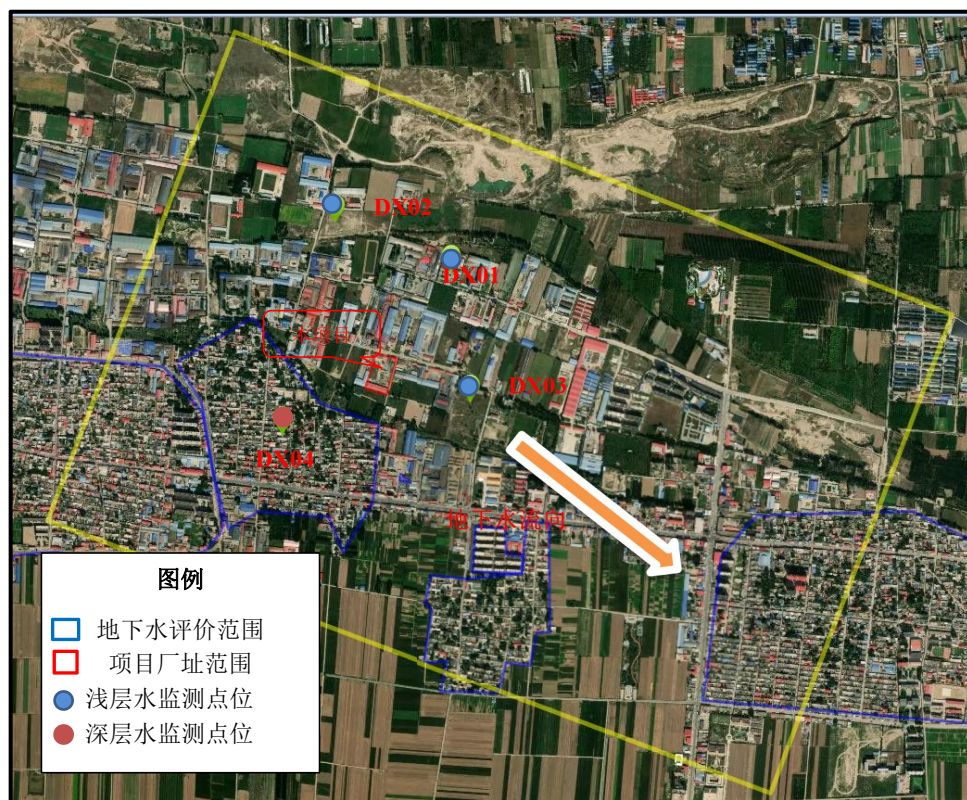 DX02
DX01
本项目
DX03
DX04
地下水流向
图例
地下水评价范围
项目厂址范围
浅层水监测点位
深层水监测点位